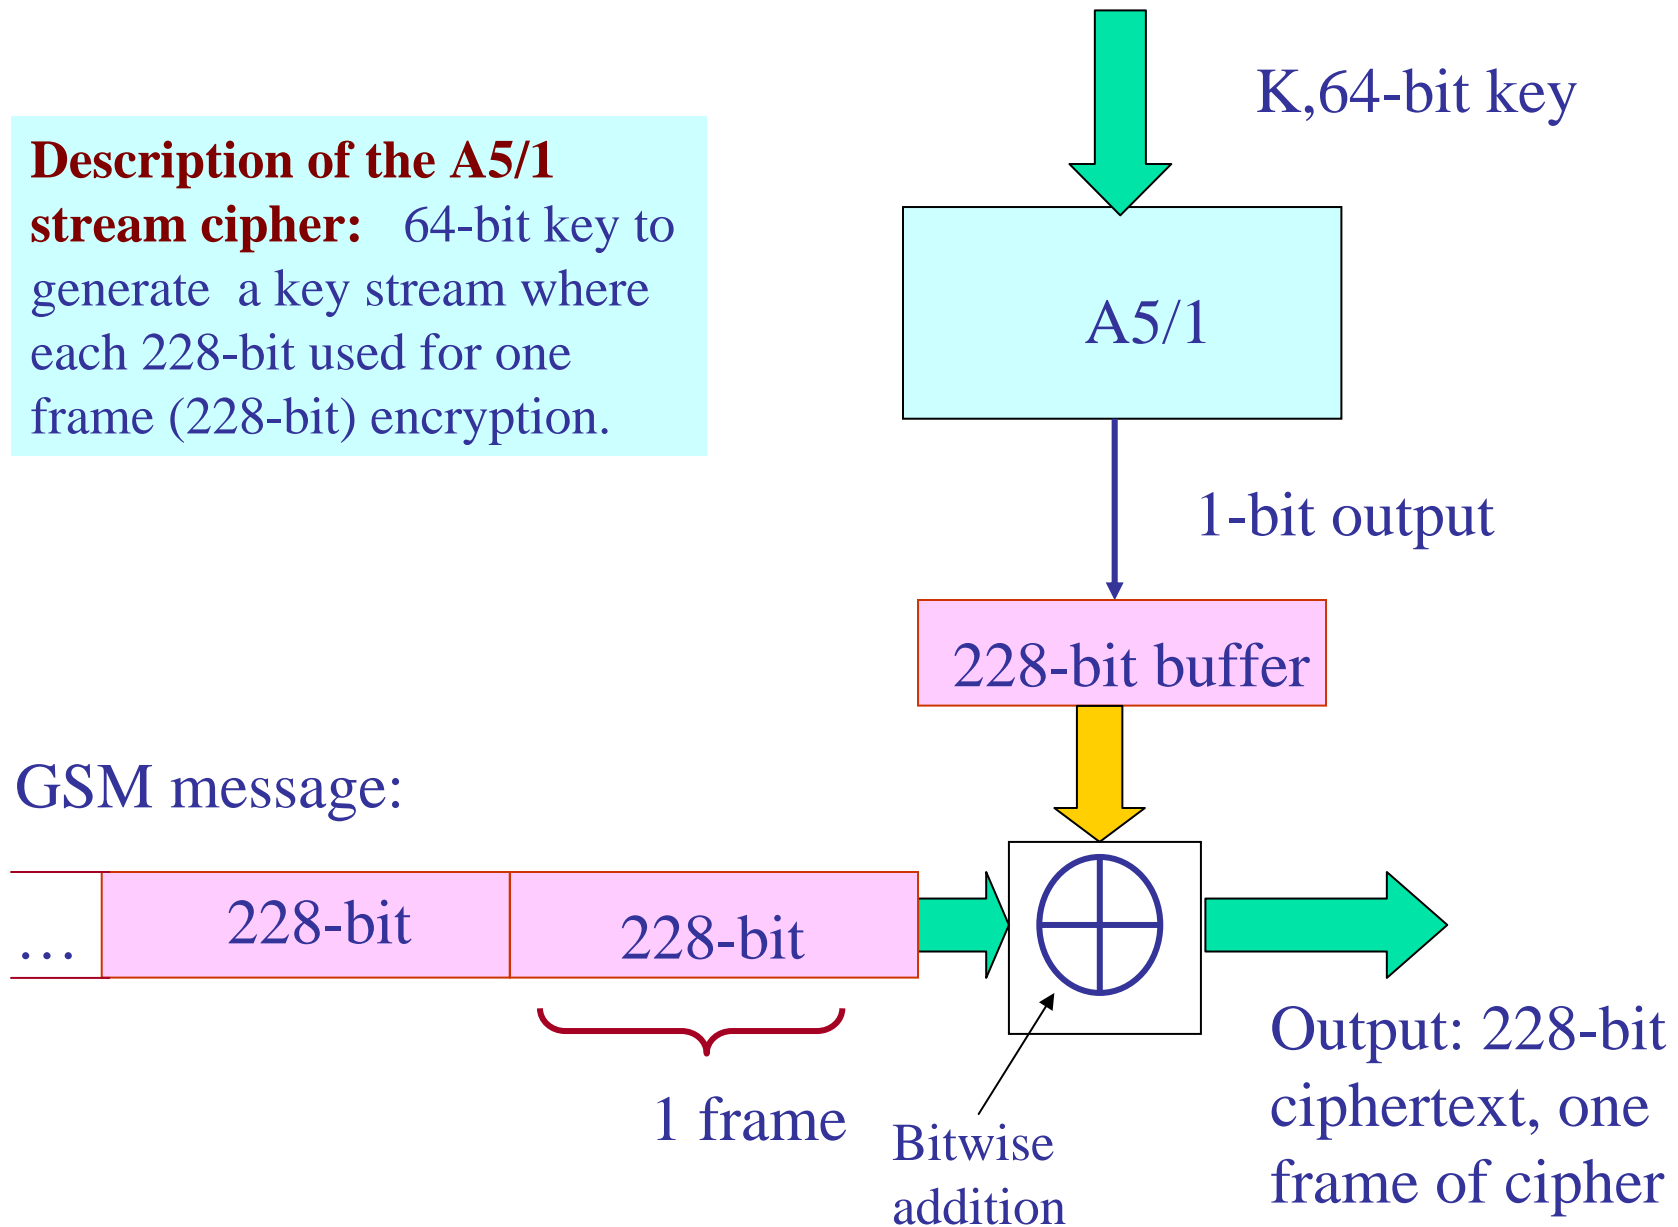 K,64-bit key
Description of the A5/1
stream cipher: 64-bit key to
generate a key stream where
each 228-bit used for one
frame (228-bit) encryption.
A5/1
1-bit output
228-bit buffer
GSM message:
… 228-bit 228-bit
1 frame
Bitwise
addition
Output: 228-bit
ciphertext, one
frame of cipher